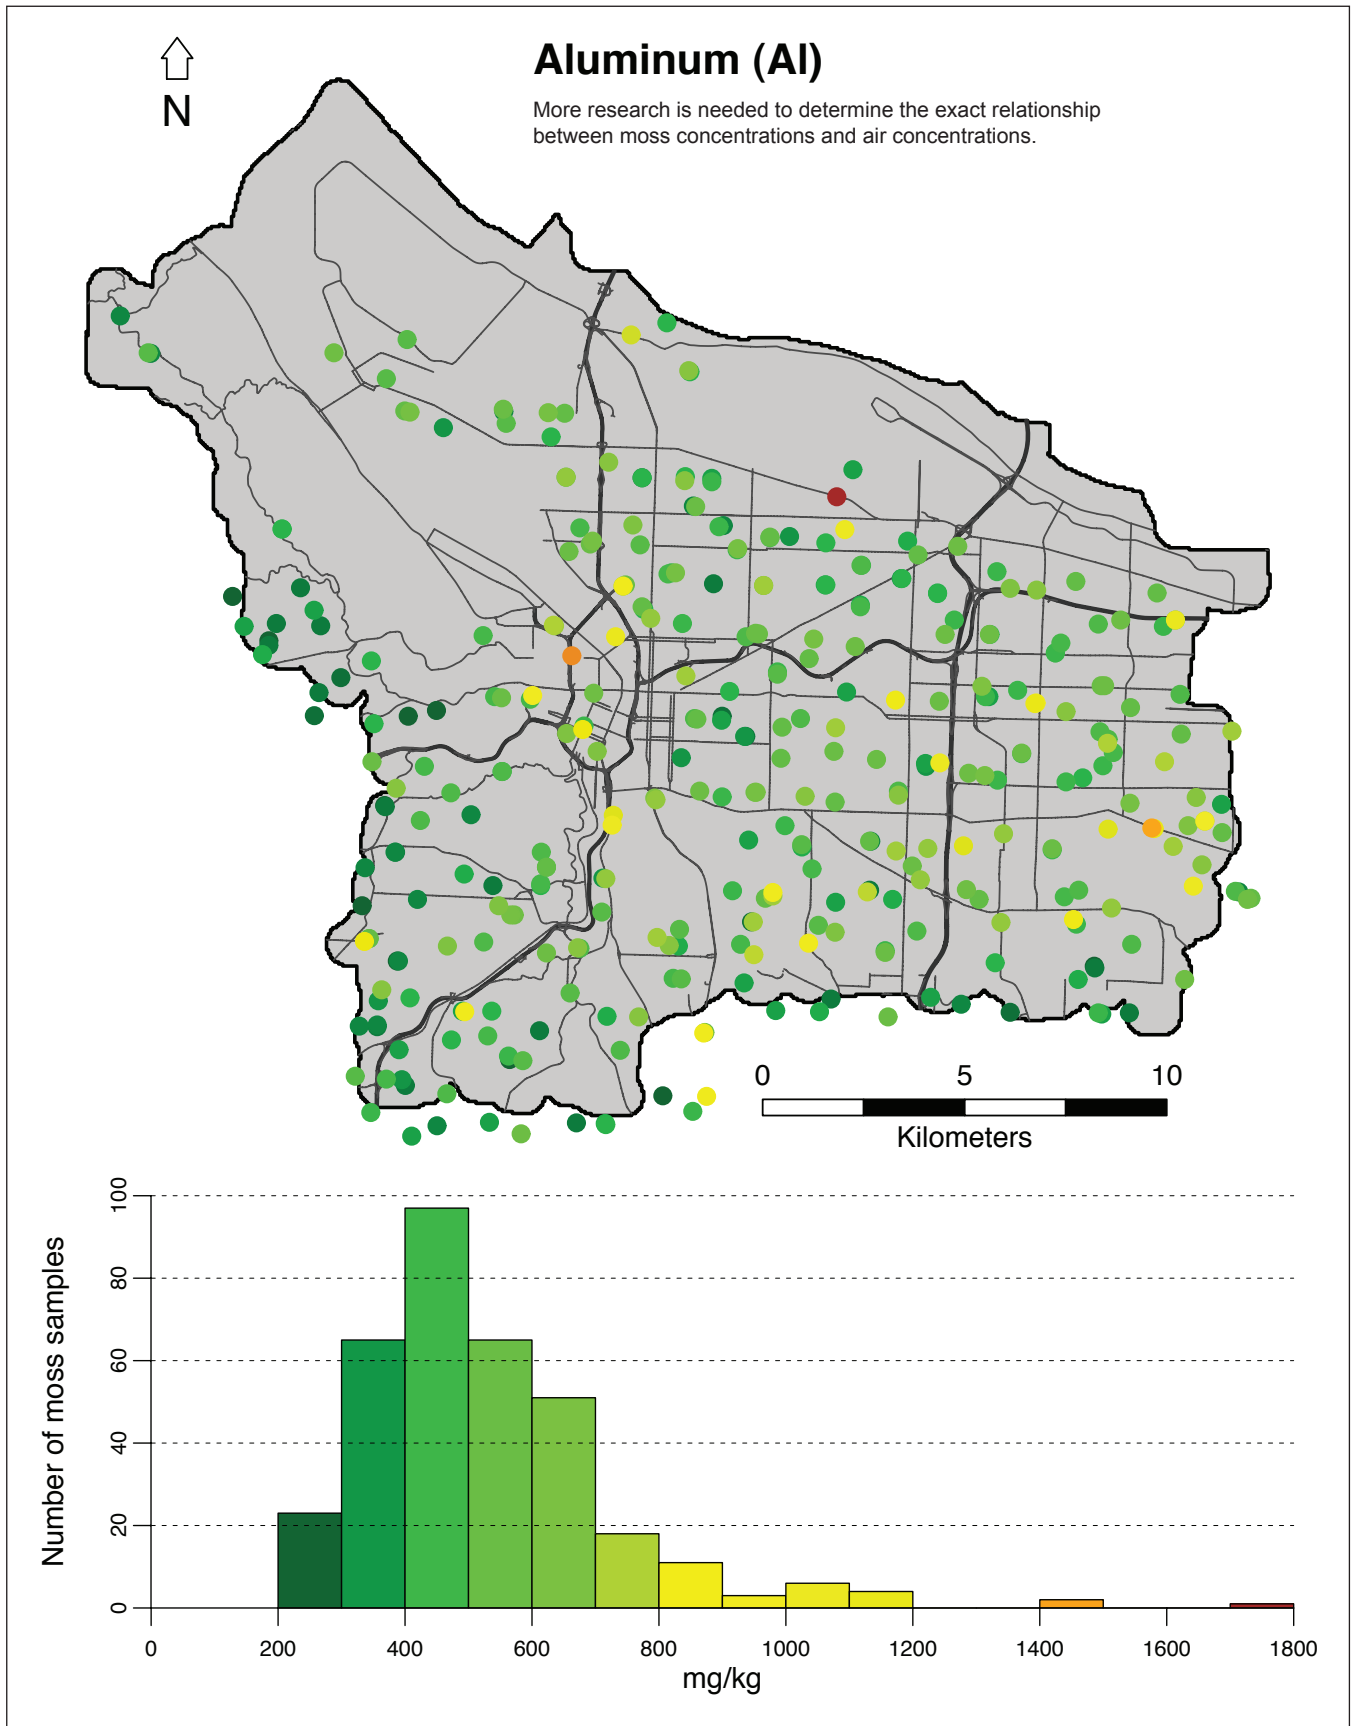 Aluminum (Al)
More research is needed to determine the exact relationship
between moss concentrations and air concentrations.
N
0 5 10
Kilometers
Number of moss samples
100
80
60
40
20
0
0 200 400 600 800 1000 1200 1400 1600 1800
mg/kg